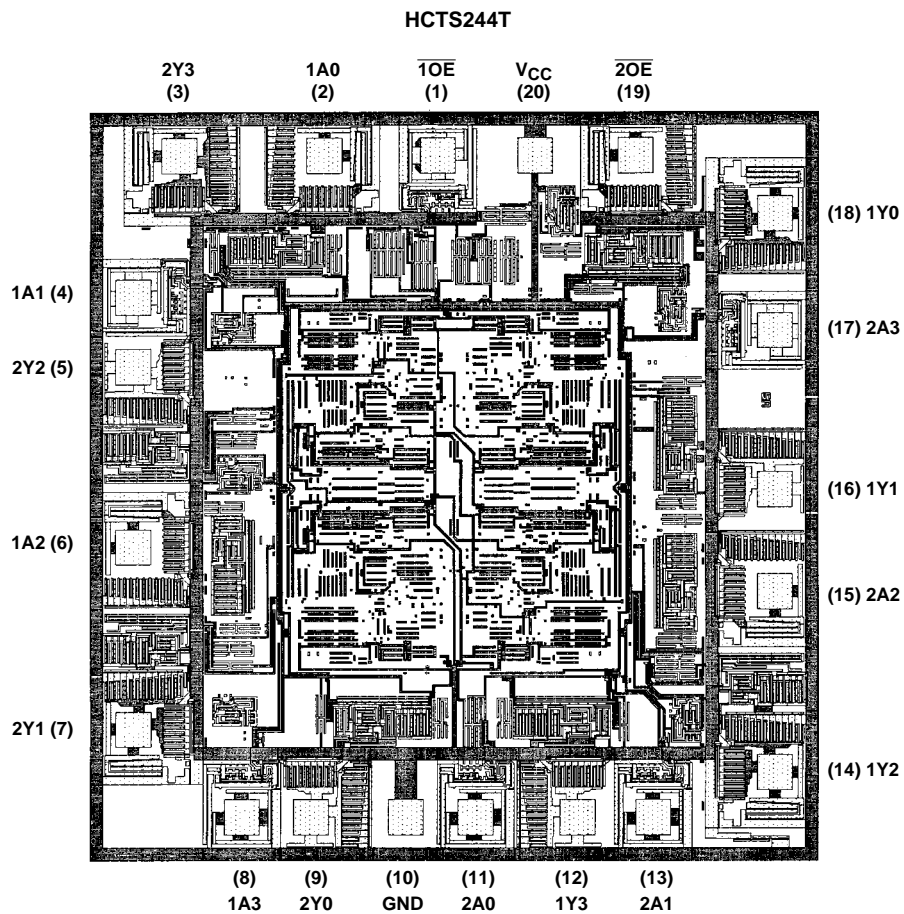 HCTS244T
2Y3 1A0 1OE VCC 2OE
(3) (2) (1) (20) (19)
(18) 1Y0
1A1 (4)
(17) 2A3
2Y2 (5)
(16) 1Y1
1A2 (6)
(15) 2A2
2Y1 (7)
(14) 1Y2
(8) (9) (10) (11) (12) (13)
1A3 2Y0 GND 2A0 1Y3 2A1